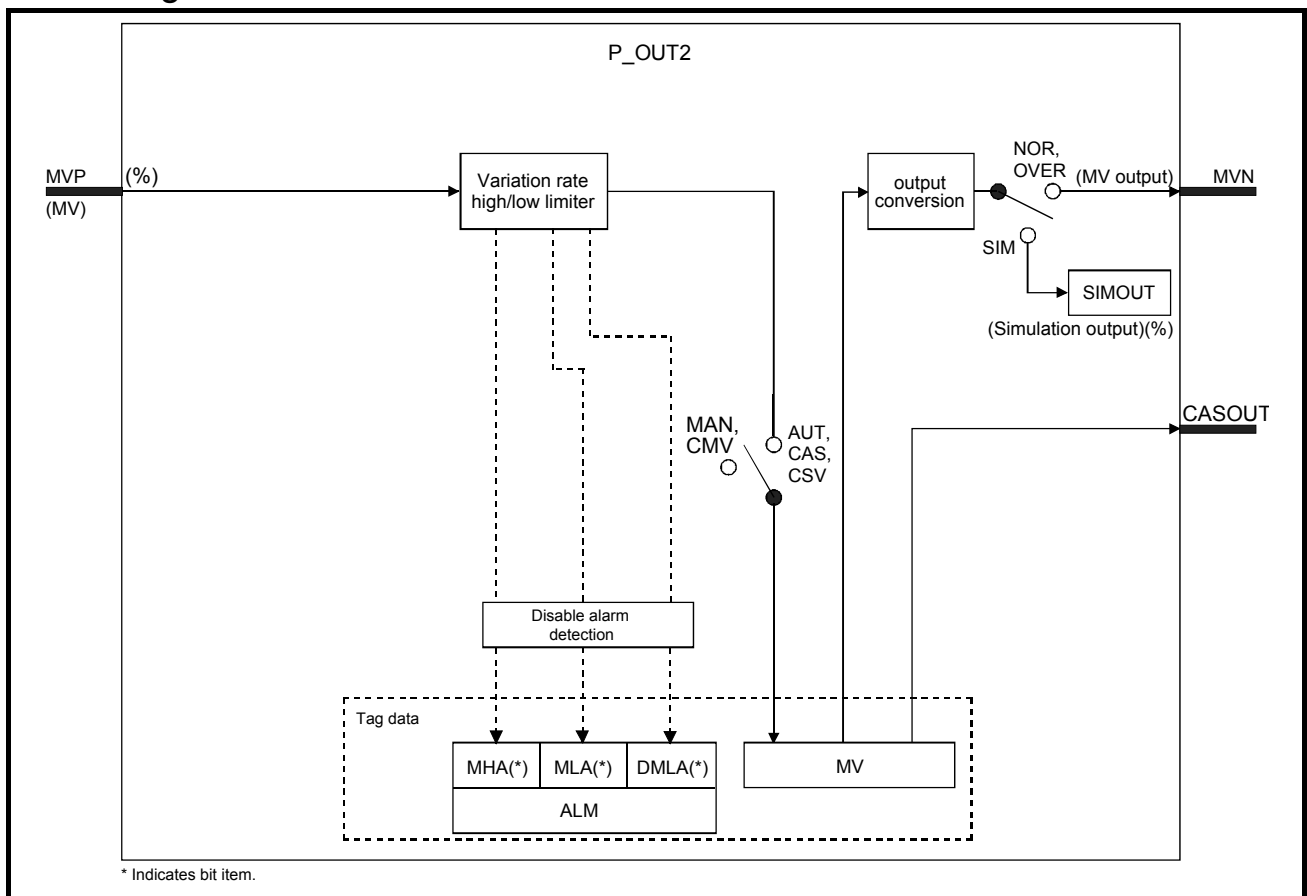 P_OUT2
MVP
(MV)
(%)
Variation rate
high/low limiter
output
conversion
NOR,
OVER
(MV output)
MVN
SIM
SIMOUT
(Simulation output)(%)
MAN,
CMV
AUT,
CAS,
CSV
CASOUT
Disable alarm
detection
Tag data
MHA(*)
MLA(*)
DMLA(*)
ALM
MV
* Indicates bit item.